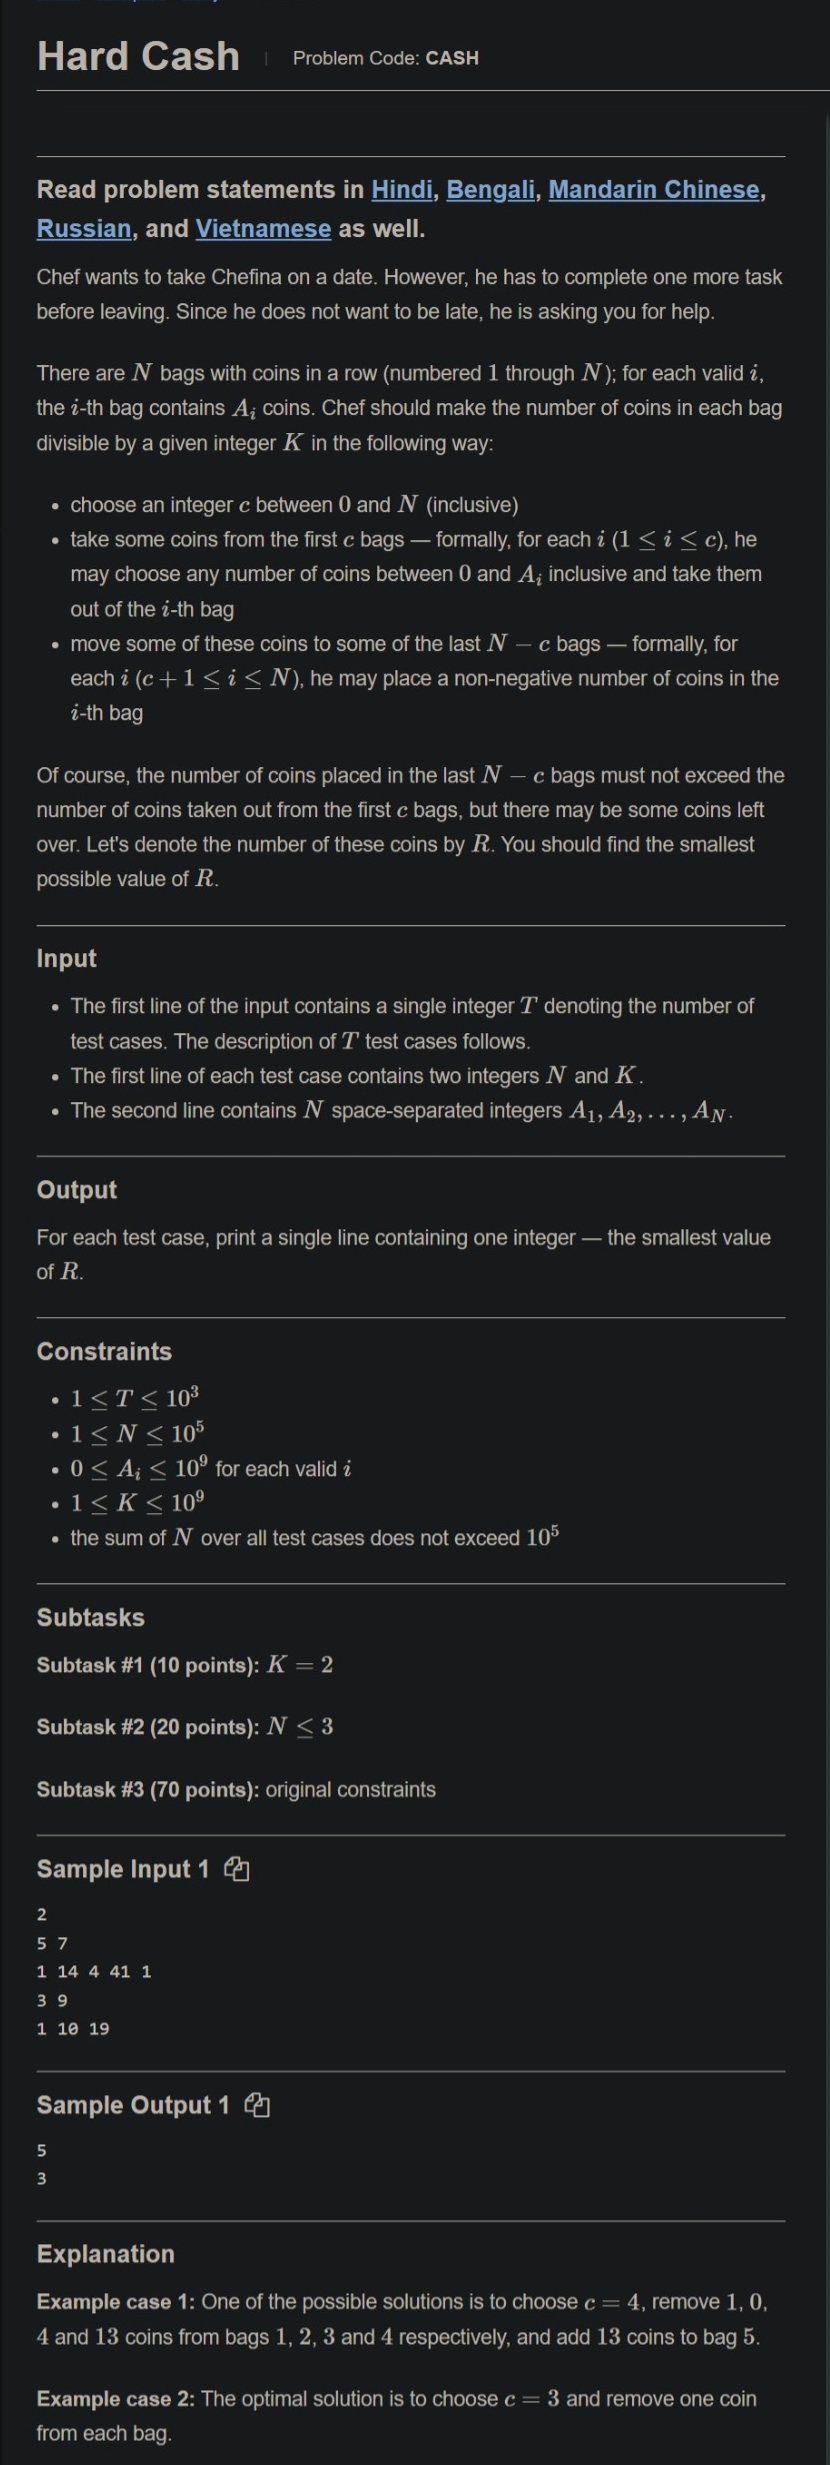 Hard Cash | Problem Code: CASH
Read problem statements in Hindi, Bengali, Mandarin Chinese,
Russian, and Vietnamese as well.
Chef wants to take Chefina on a date. However, he has to complete one more task
before leaving. Since he does not want to be late, he is asking you for help.
There are N bags with coins in a row (numbered 1 through N); for each valid i,
the i-th bag contains A_i coins. Chef should make the number of coins in each bag
divisible by a given integer K in the following way:
• choose an integer c between 0 and N (inclusive)
• take some coins from the first c bags — formally, for each i (1 ≤ i ≤ c), he
may choose any number of coins between 0 and A_i inclusive and take them
out of the i-th bag
• move some of these coins to some of the last N − c bags — formally, for
each i (c + 1 ≤ i ≤ N), he may place a non-negative number of coins in the
i-th bag
Of course, the number of coins placed in the last N − c bags must not exceed the
number of coins taken out from the first c bags, but there may be some coins left
over. Let's denote the number of these coins by R. You should find the smallest
possible value of R.
Input
• The first line of the input contains a single integer T denoting the number of
test cases. The description of T test cases follows.
• The first line of each test case contains two integers N and K.
• The second line contains N space-separated integers A_1, A_2, . . . , A_N.
Output
For each test case, print a single line containing one integer — the smallest value
of R.
Constraints
• 1 ≤ T ≤ 10^3
• 1 ≤ N ≤ 10^5
• 0 ≤ A_i ≤ 10^9 for each valid i
• 1 ≤ K ≤ 10^9
• the sum of N over all test cases does not exceed 10^5
Subtasks
Subtask #1 (10 points): K = 2
Subtask #2 (20 points): N ≤ 3
Subtask #3 (70 points): original constraints
Sample Input 1
2
5 7
1 14 4 41 1
3 9
1 10 19
Sample Output 1
5
3
Explanation
Example case 1: One of the possible solutions is to choose c = 4, remove 1, 0,
4 and 13 coins from bags 1, 2, 3 and 4 respectively, and add 13 coins to bag 5.
Example case 2: The optimal solution is to choose c = 3 and remove one coin
from each bag.